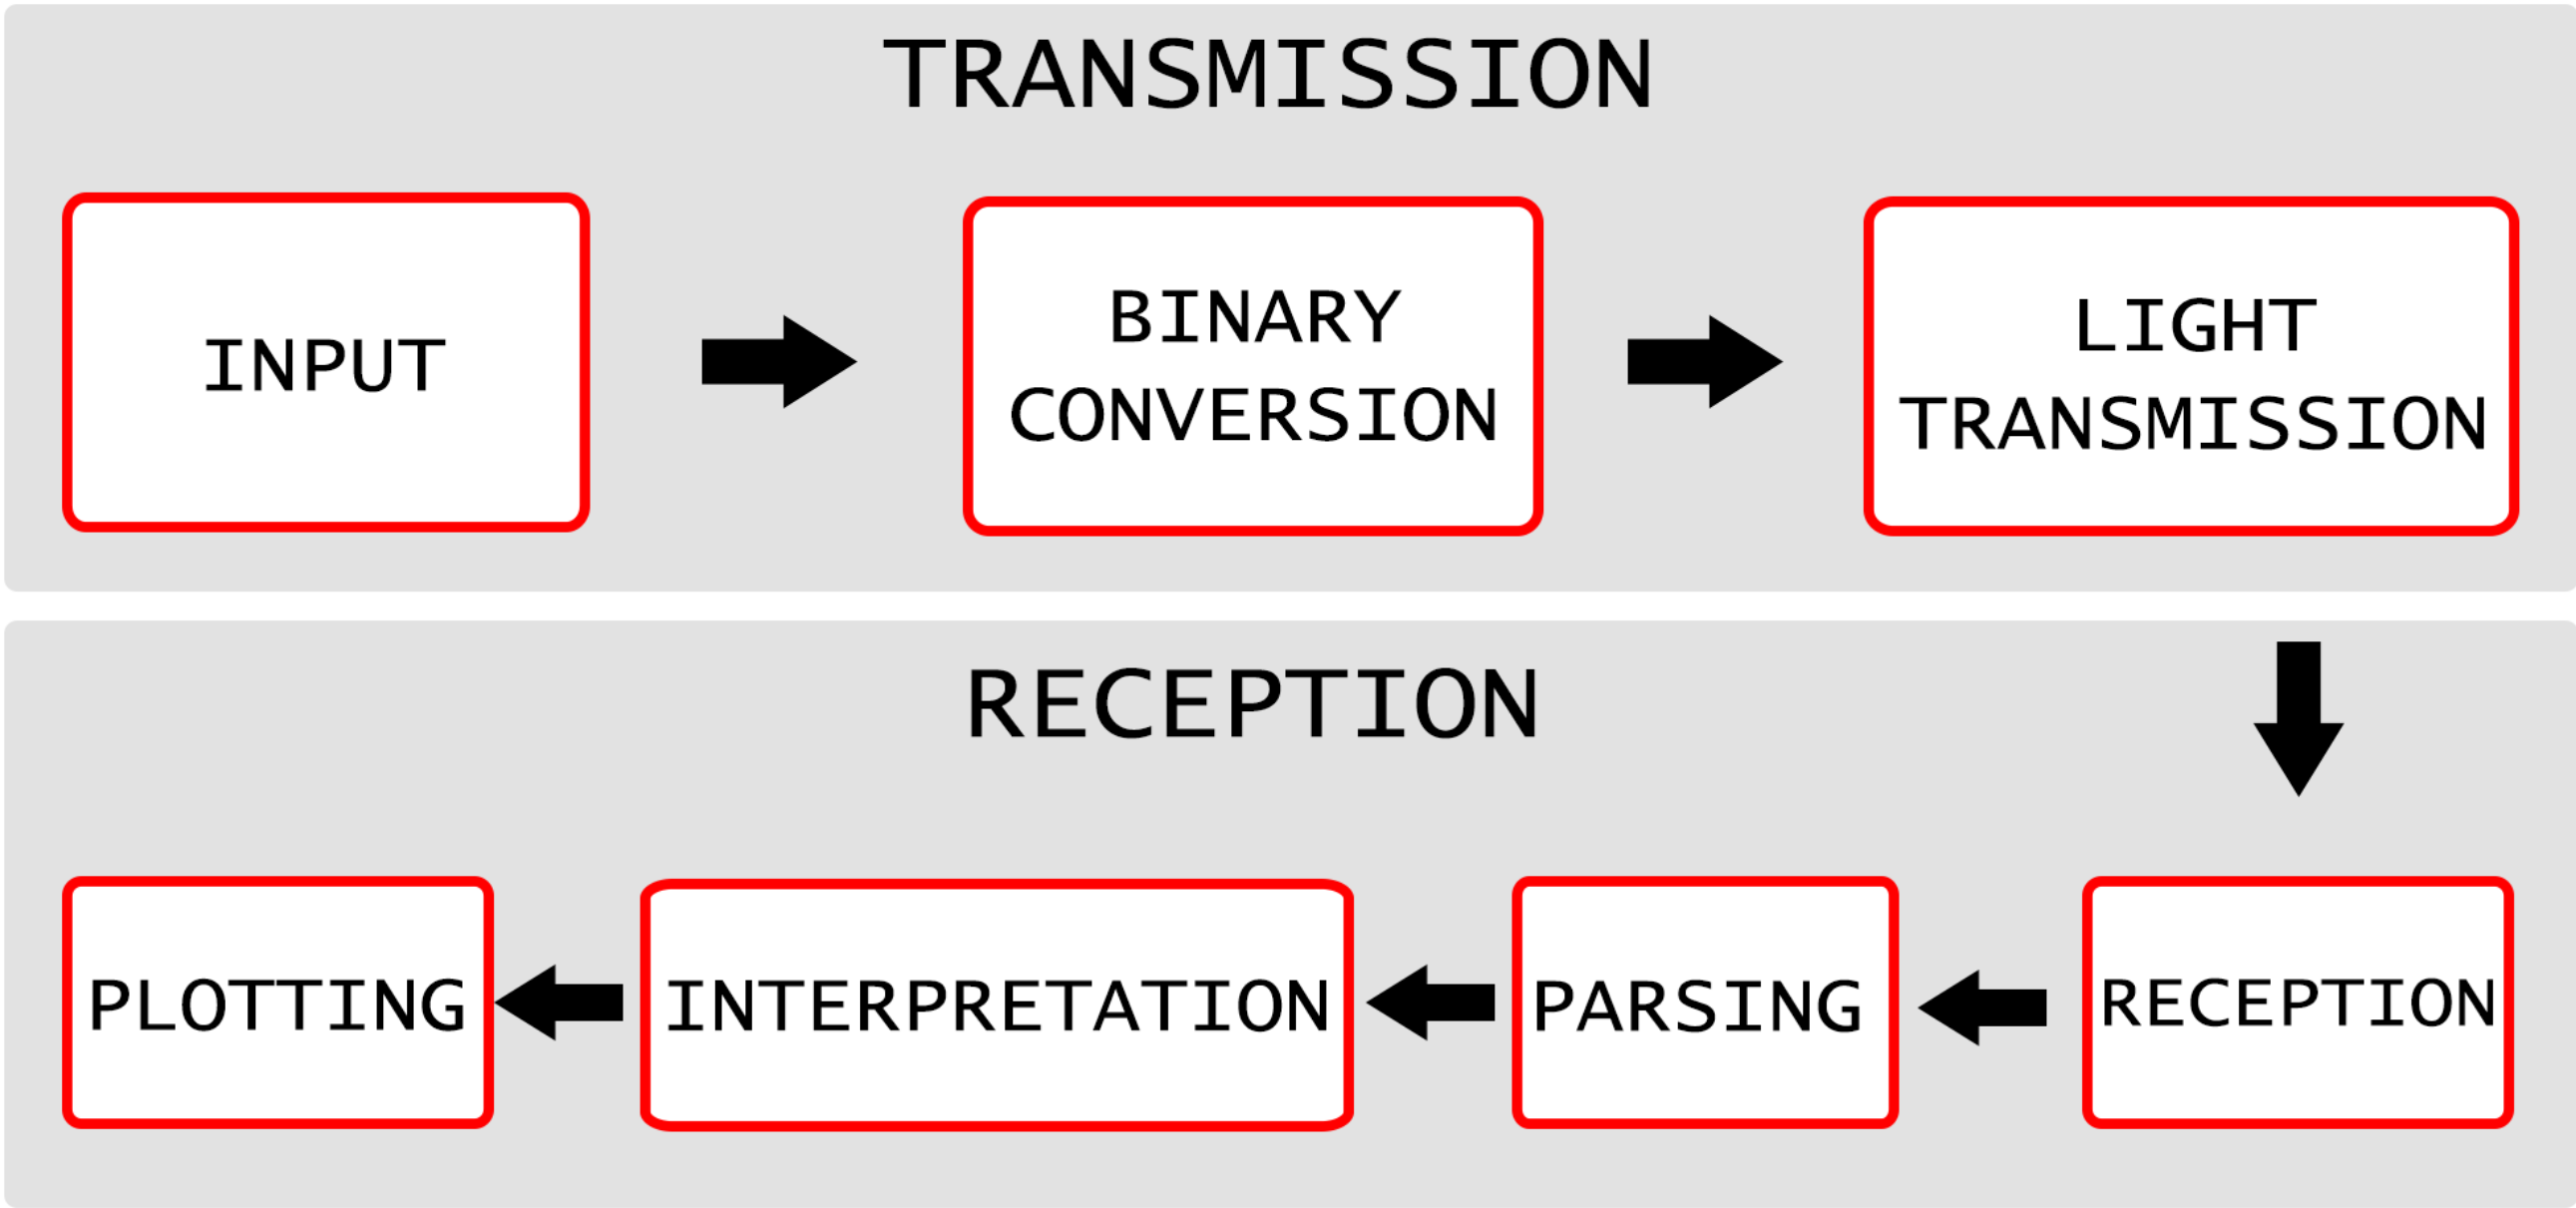 TRANSMISSION
INPUT
BINARY
CONVERSION
LIGHT
TRANSMISSION
RECEPTION
PLOTTING
INTERPRETATION
PARSING
RECEPTION